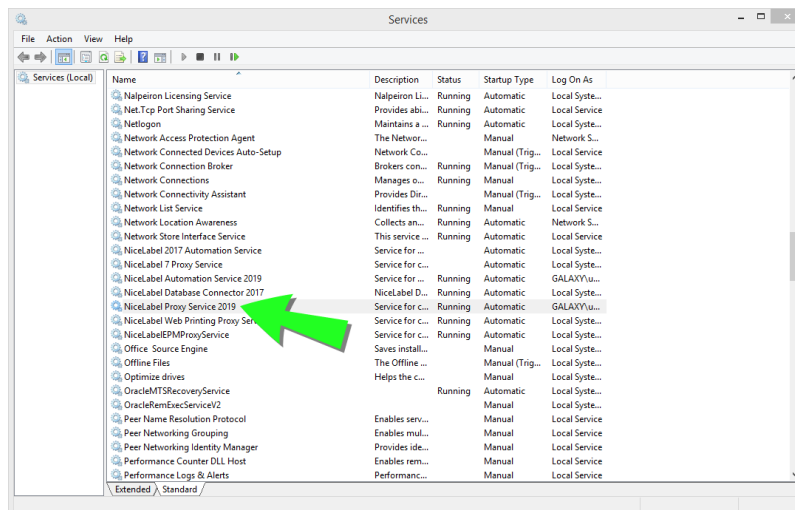 Services
File Action View Help
Services (Local)
Name Description Status Startup Type Log On As
Nalpeiron Licensing Service Nalpeiron Li... Running Automatic Local Syste...
Net.Tcp Port Sharing Service Provides abi... Running Automatic Local Service
Netlogon Maintains a ... Running Automatic Local Syste...
Network Access Protection Agent The Networ... Manual Network S...
Network Connected Devices Auto-Setup Network Co... Manual (Trig... Local Service
Network Connection Broker Brokers con... Running Manual (Trig... Local Syste...
Network Connections Manages o... Running Manual Local Syste...
Network Connectivity Assistant Provides Dir... Manual (Trig... Local Syste...
Network List Service Identifies th... Running Manual Local Service
Network Location Awareness Collects an... Running Automatic Network S...
Network Store Interface Service This service ... Running Automatic Local Service
NiceLabel 2017 Automation Service Service for ... Automatic Local Syste...
NiceLabel 7 Proxy Service Service for c... Automatic Local Syste...
NiceLabel Automation Service 2019 Service for ... Running Automatic GALAXY\u...
NiceLabel Database Connector 2017 NiceLabel D... Running Automatic Local Syste...
NiceLabel Proxy Service 2019 Service for c... Running Automatic GALAXY\u...
NiceLabel Web Printing Proxy Ser Service for c... Running Automatic Local Syste...
NiceLabelEPMProxyService Service for c... Running Automatic Local Syste...
Office Source Engine Saves install... Manual Local Syste...
Offline Files The Offline ... Manual (Trig... Local Syste...
Optimize drives Helps the c... Manual Local Syste...
OracleMTSRecoveryService Running Automatic Local Syste...
OracleRemExecServiceV2 Manual Local Syste...
Peer Name Resolution Protocol Enables serv... Manual Local Service
Peer Networking Grouping Enables mul... Manual Local Service
Peer Networking Identity Manager Provides ide... Manual Local Service
Performance Counter DLL Host Enables rem... Manual Local Service
Performance Logs & Alerts Performanc... Manual Local Service
Extended Standard